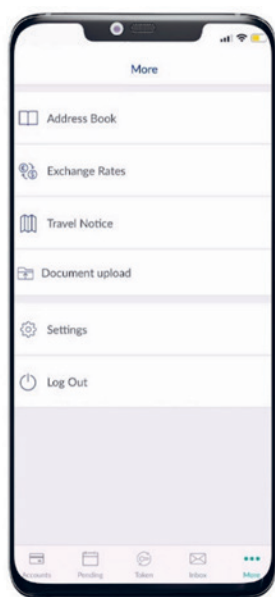 More
Address Book
Exchange Rates
Travel Notice
Document upload
Settings
Log Out
Accounts
Pending
Token
Inbox
More